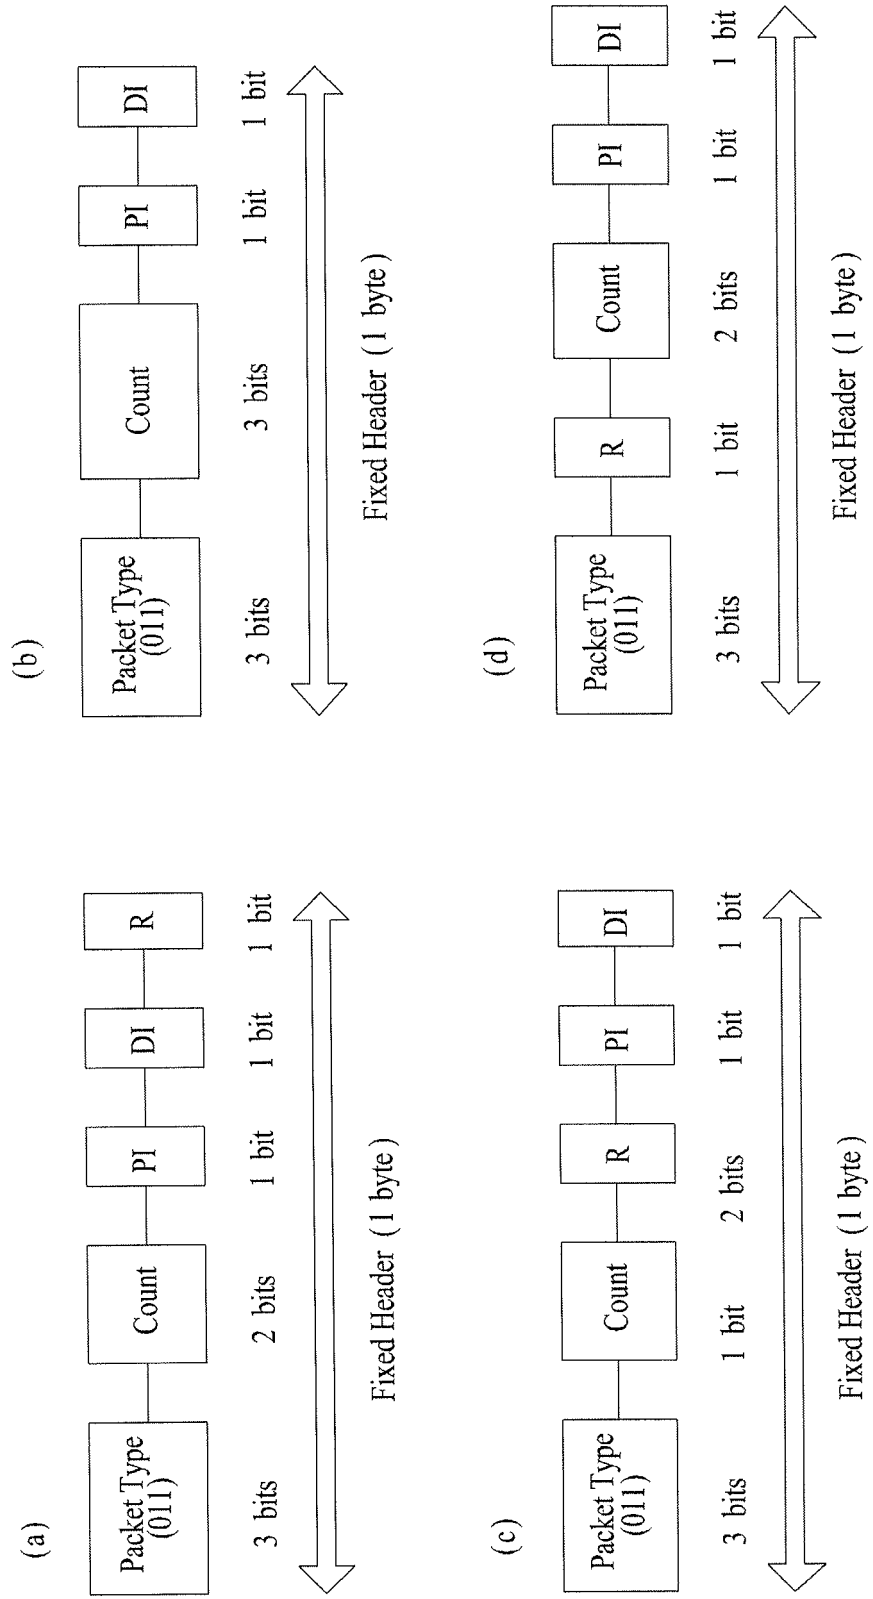 (a)
Packet Type
(011)
Count
PI
DI
R
3 bits
2 bits
1 bit
1 bit
1 bit
Fixed Header (1 byte)
(b)
Packet Type
(011)
Count
PI
DI
3 bits
3 bits
1 bit
1 bit
Fixed Header (1 byte)
(c)
Packet Type
(011)
Count
R
PI
DI
3 bits
1 bit
2 bits
1 bit
1 bit
Fixed Header (1 byte)
(d)
Packet Type
(011)
R
Count
PI
DI
3 bits
1 bit
2 bits
1 bit
1 bit
Fixed Header (1 byte)